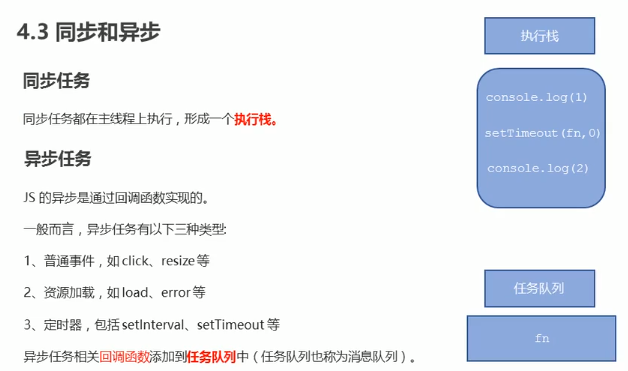 4.3 同步和异步
同步任务
同步任务都在主线程上执行，形成一个执行栈。
异步任务
JS 的异步是通过回调函数实现的。
一般而言，异步任务有以下三种类型:
1、普通事件，如 click、resize 等
2、资源加载，如 load、error 等
3、定时器，包括 setInterval、setTimeout 等
异步任务相关回调函数添加到任务队列中（任务队列也称为消息队列）。
执行栈
console.log(1)
setTimeout(fn,0)
console.log(2)
任务队列
fn